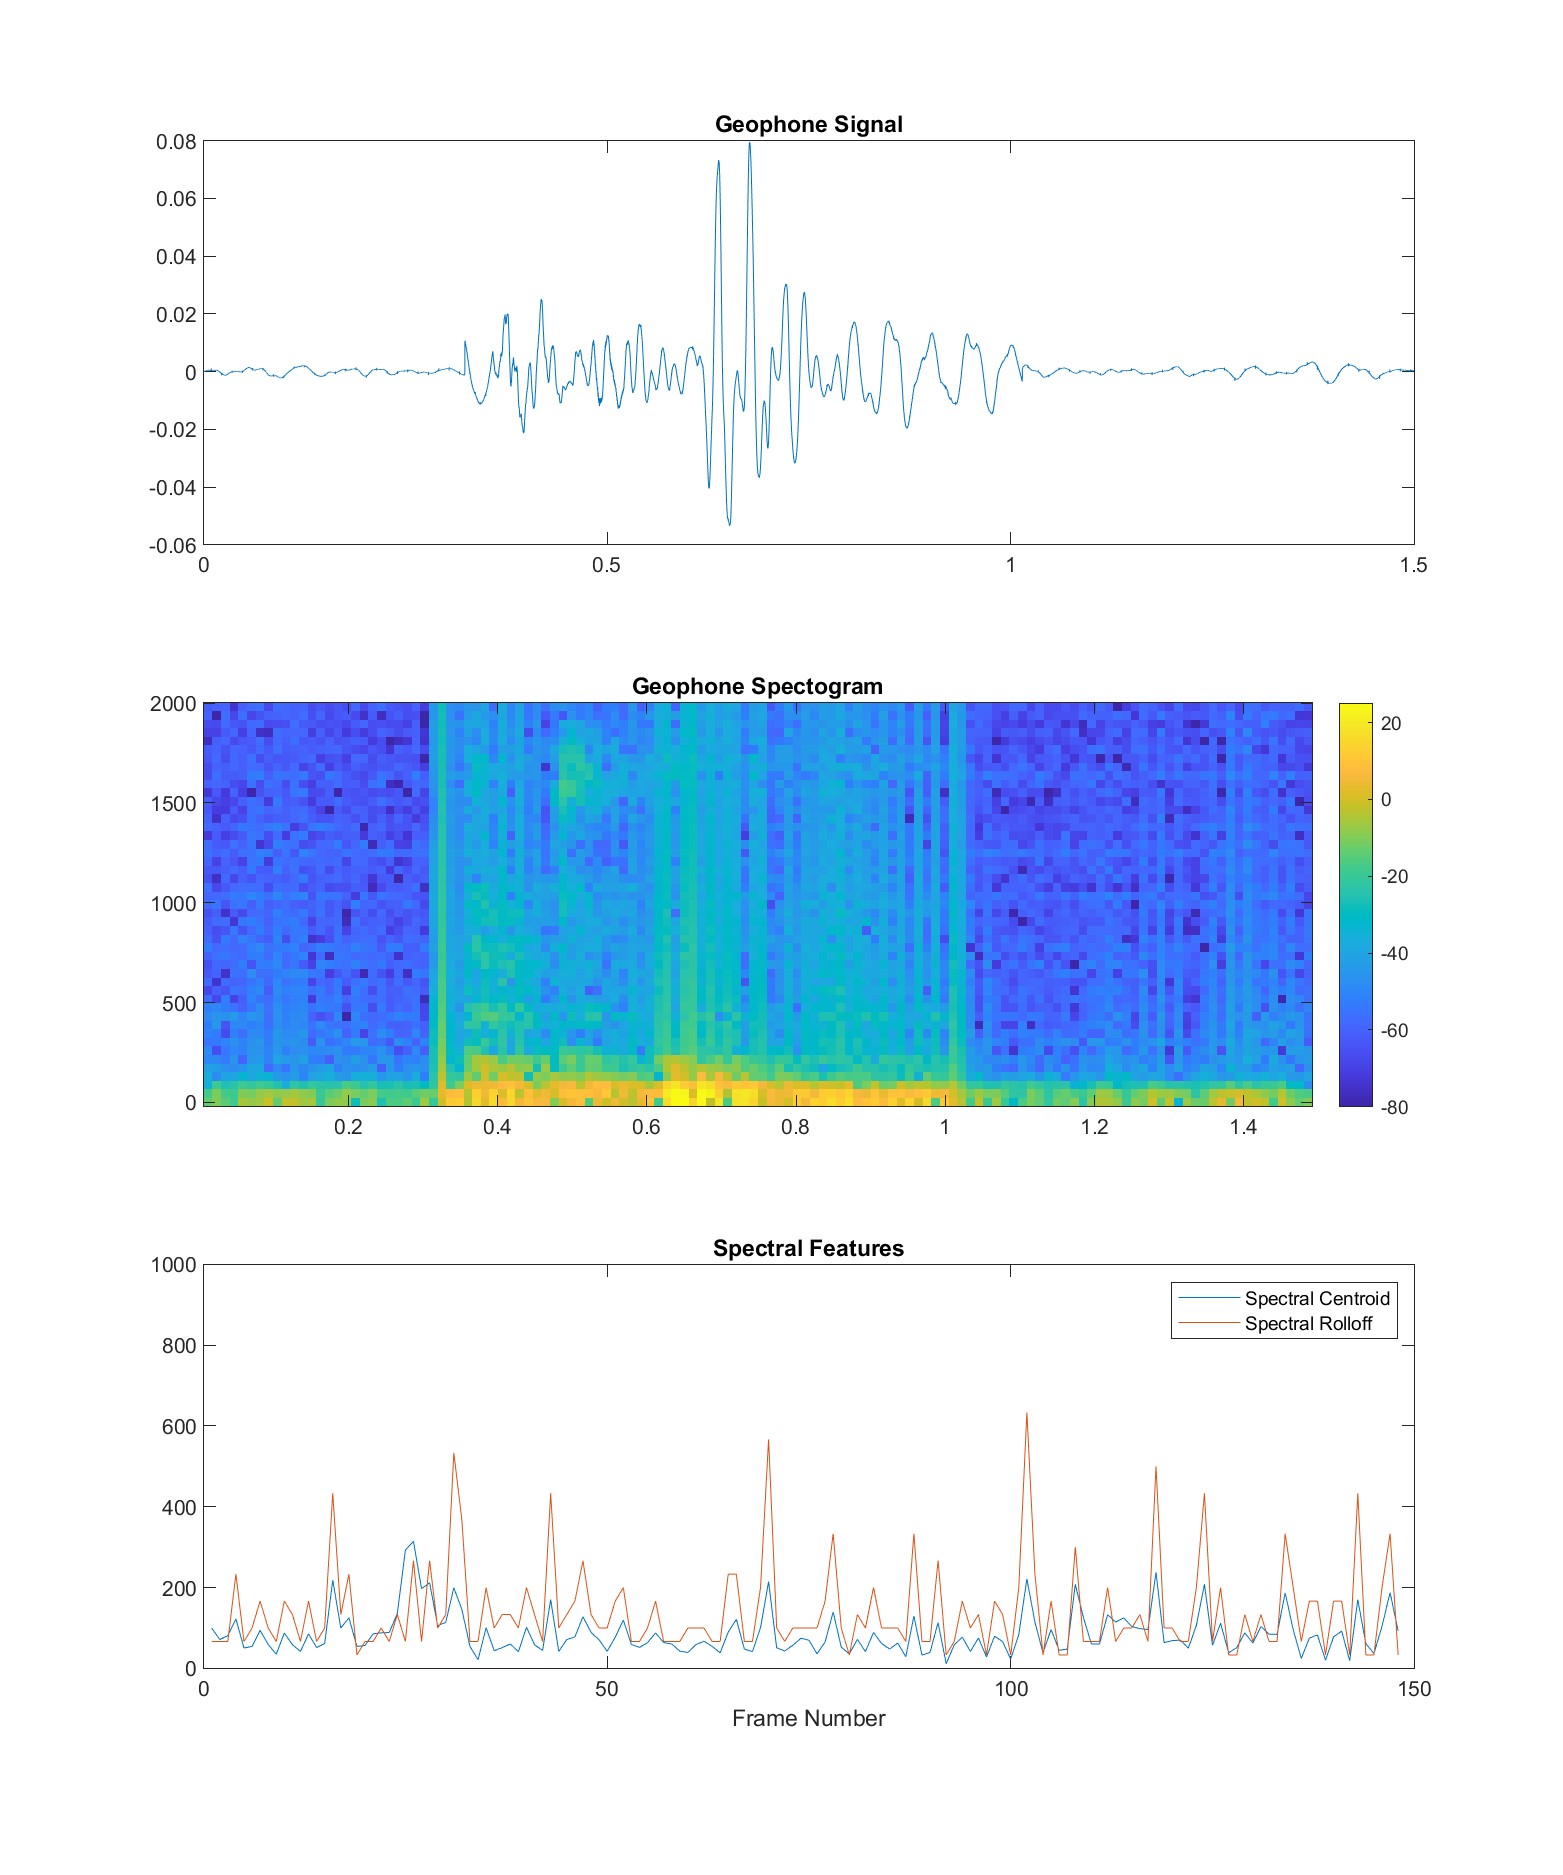 Geophone Signal
0.08
0.06
0.04
0.02
0
-0.02
-0.04
-0.06
0 0.5 1 1.5
Geophone Spectogram
2000
1500
1000
500
0
0.2 0.4 0.6 0.8 1 1.2 1.4
20
0
-20
-40
-60
-80
Spectral Features
1000
800
600
400
200
0
Spectral Centroid
Spectral Rolloff
0 50 100 150
Frame Number